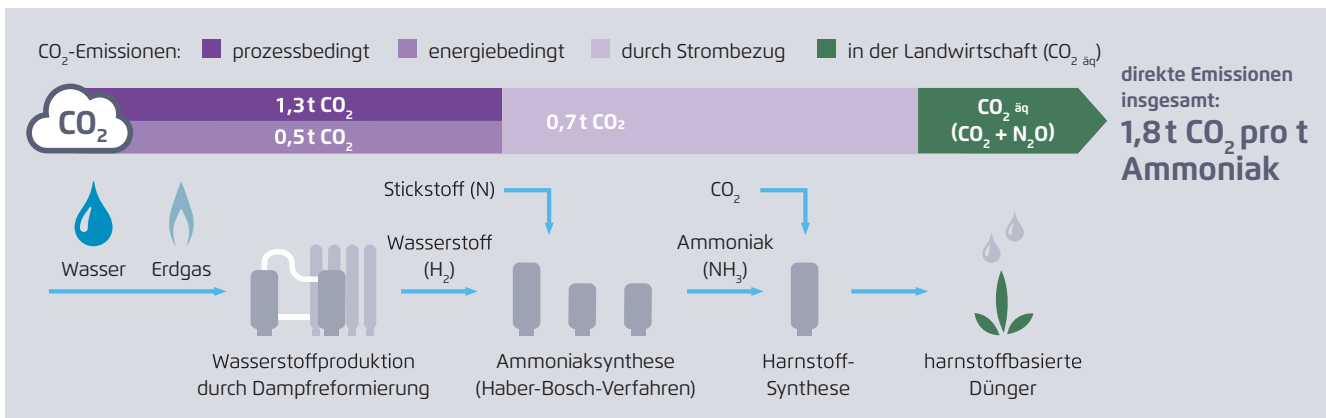 CO₂-Emissionen: prozessbedingt energiebedingt durch Strombezug in der Landwirtschaft (CO₂ äq)
direkte Emissionen
insgesamt:
1,8 t CO₂ pro t
Ammoniak
CO₂
1,3 t CO₂
0,5 t CO₂
0,7 t CO₂
CO₂ äq
(CO₂ + N₂O)
Stickstoff (N)
CO₂
Wasser
Erdgas
Wasserstoff
(H₂)
Ammoniak
(NH₃)
Wasserstoffproduktion
durch Dampfreformierung
Ammoniaksynthese
(Haber-Bosch-Verfahren)
Harnstoff-
Synthese
harnstoffbasierte
Dünger